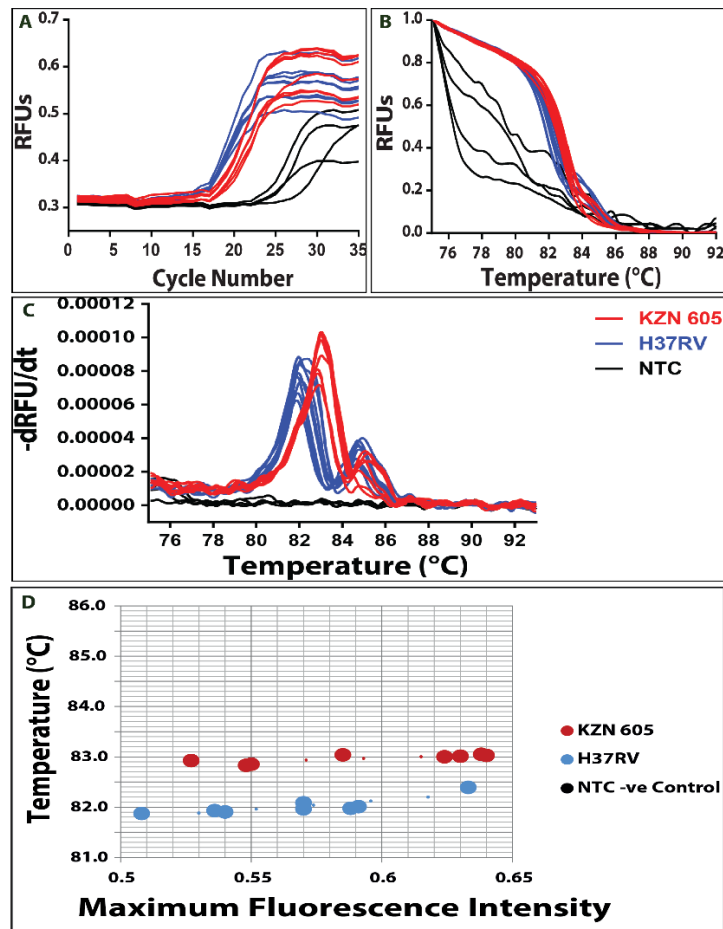 A
RFUs
0.7
0.6
0.5
0.4
0.3
0 5 10 15 20 25 30 35
Cycle Number
B
RFUs
1.0
0.8
0.6
0.4
0.2
0.0
76 78 80 82 84 86 88 90 92
Temperature (°C)
C
-dRFU/dt
0.00012
0.00010
0.00008
0.00006
0.00004
0.00002
0.00000
76 78 80 82 84 86 88 90 92
Temperature (°C)
KZN 605
H37RV
NTC
D
Temperature (°C)
86.0
85.0
84.0
83.0
82.0
81.0
0.5 0.55 0.6 0.65
Maximum Fluorescence Intensity
KZN 605
H37RV
NTC -ve Control